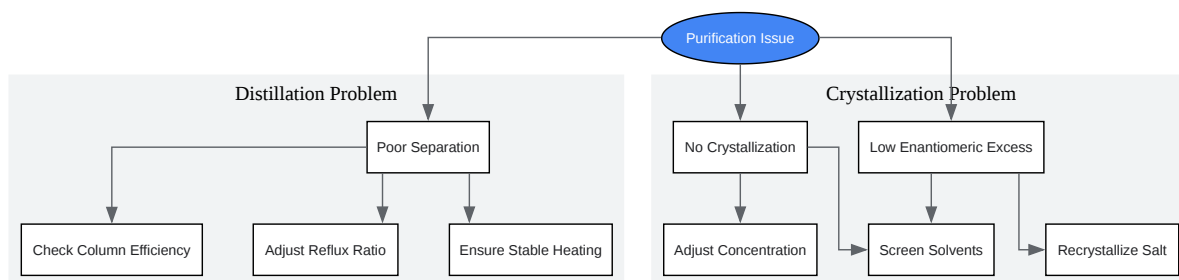 Purification Issue
Distillation Problem
Crystallization Problem
Poor Separation
No Crystallization
Low Enantiomeric Excess
Check Column Efficiency
Adjust Reflux Ratio
Ensure Stable Heating
Adjust Concentration
Screen Solvents
Recrystallize Salt